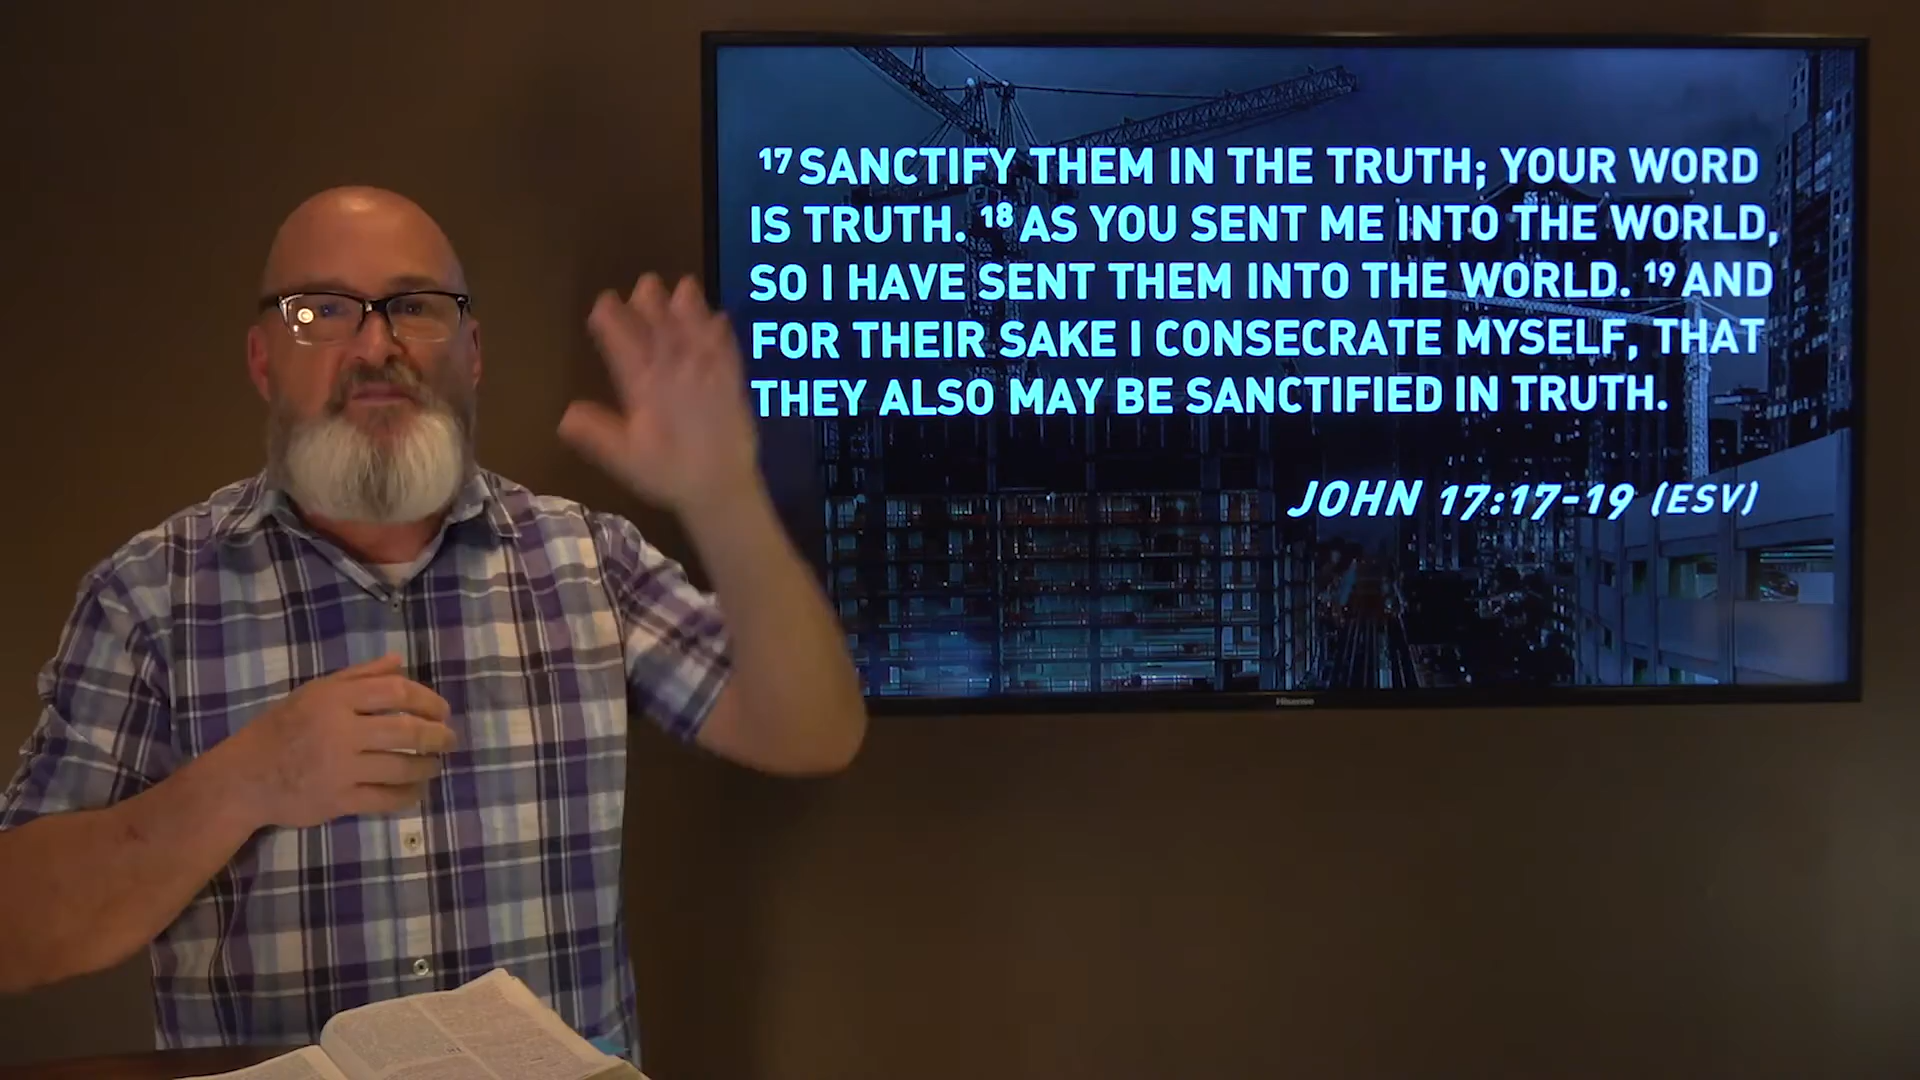 17 SANCTIFY THEM IN THE TRUTH; YOUR WORD
IS TRUTH. 18 AS YOU SENT ME INTO THE WORLD,
SO I HAVE SENT THEM INTO THE WORLD. 19 AND
FOR THEIR SAKE I CONSECRATE MYSELF, THAT
THEY ALSO MAY BE SANCTIFIED IN TRUTH.
JOHN 17:17-19 (ESV)
Hisense